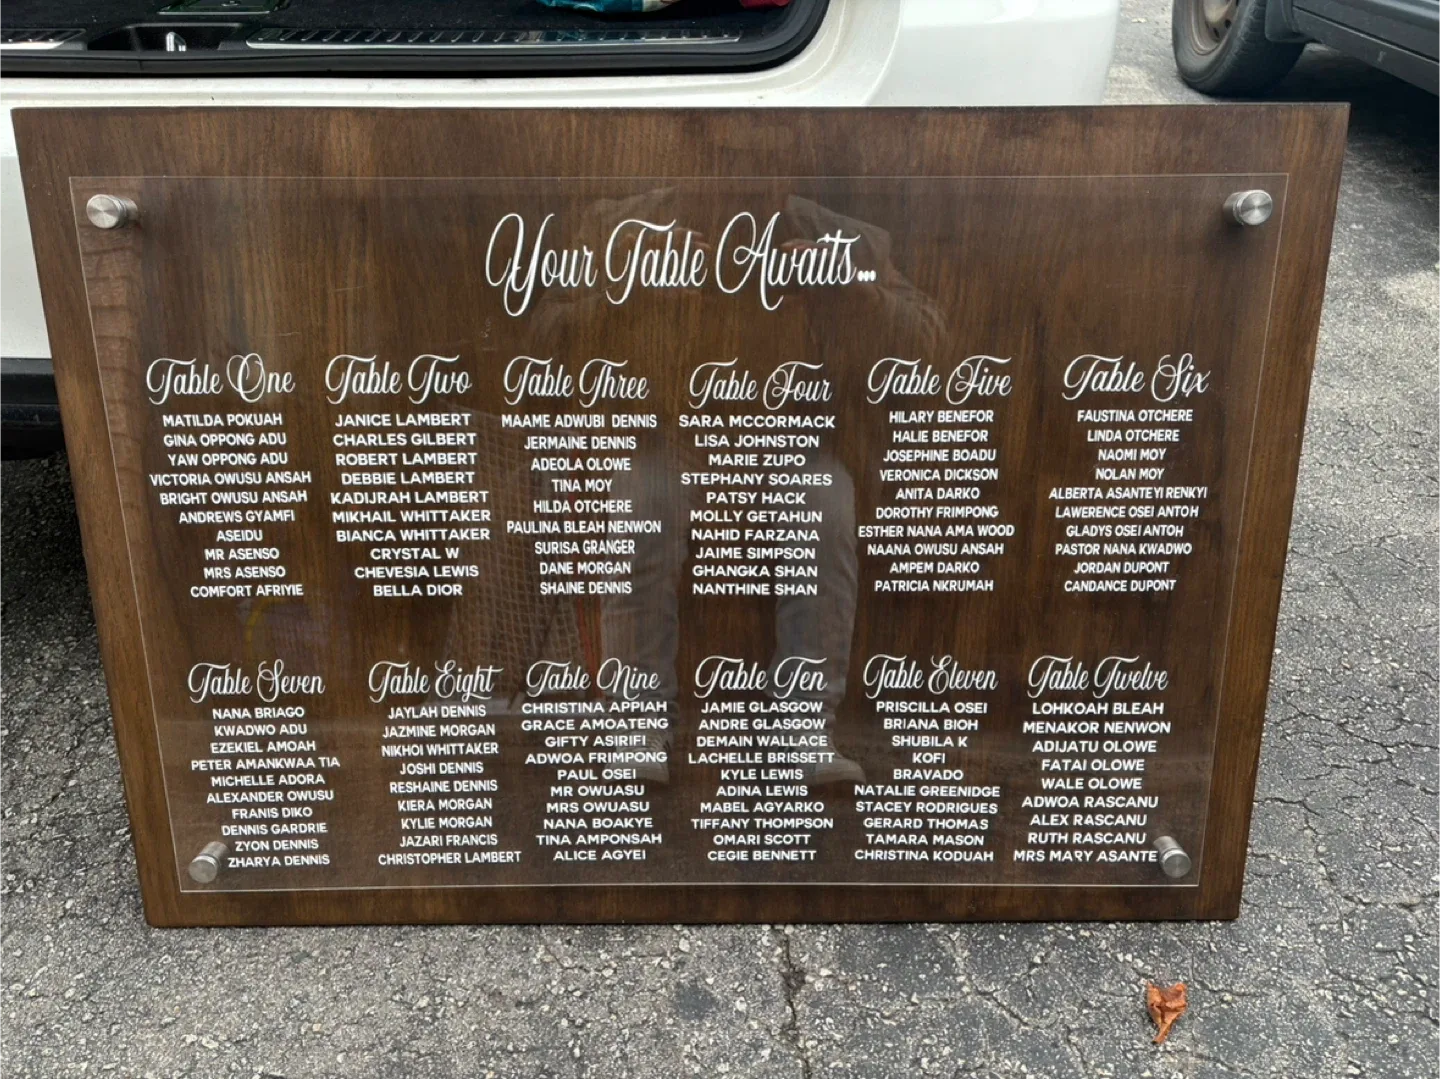 Your Table Awaits...
Table One
MATILDA POKUAH
GINA OPPONG ADU
YAW OPPONG ADU
VICTORIA OWUSU ANSAH
BRIGHT OWUSU ANSAH
ANDREWS GYAMFI
ASEIDU
MR ASENSO
MRS ASENSO
COMFORT AFRIYIE
Table Two
JANICE LAMBERT
CHARLES GILBERT
ROBERT LAMBERT
DEBBIE LAMBERT
KADIJRAH LAMBERT
MIKHAIL WHITTAKER
BIANCA WHITTAKER
CRYSTAL W
CHEVESIA LEWIS
BELLA DIOR
Table Three
MAAME ADWUBI DENNIS
JERMAINE DENNIS
ADEOLA OLOWE
TINA MOY
HILDA OTCHERE
PAULINA BLEAH NENWON
SURISA GRANGER
DANE MORGAN
SHAINE DENNIS
Table Four
SARA MCCORMACK
LISA JOHNSTON
MARIE ZUPO
STEPHANY SOARES
PATSY HACK
MOLLY GETAHUN
NAHID FARZANA
JAIME SIMPSON
GHANGKA SHAN
NANTHINE SHAN
Table Five
HILARY BENEFOR
HALIE BENEFOR
JOSEPHINE BOADU
VERONICA DICKSON
ANITA DARKO
DOROTHY FRIMPONG
ESTHER NANA AMA WOOD
NAANA OWUSU ANSAH
AMPEM DARKO
PATRICIA NKRUMAH
Table Six
FAUSTINA OTCHERE
LINDA OTCHERE
NAOMI MOY
NOLAN MOY
ALBERTA ASANTEYI RENKYI
LAWERENCE OSEI ANTOH
GLADYS OSEI ANTOH
PASTOR NANA KWADWO
JORDAN DUPONT
CANDANCE DUPONT
Table Seven
NANA BRIAGO
KWADWO ADU
EZEKIEL AMOAH
PETER AMANKWAA TIA
MICHELLE ADORA
ALEXANDER OWUSU
FRANIS DIKO
DENNIS GARDRIE
ZYON DENNIS
ZHARYA DENNIS
Table Eight
JAYLAH DENNIS
JAZMINE MORGAN
NIKHOI WHITTAKER
JOSHI DENNIS
RESHAINE DENNIS
KIERA MORGAN
KYLIE MORGAN
JAZARI FRANCIS
CHRISTOPHER LAMBERT
Table Nine
CHRISTINA APPIAH
GRACE AMOATENG
GIFTY ASIRIFI
ADWOA FRIMPONG
PAUL OSEI
MR OWUASU
MRS OWUASU
NANA BOAKYE
TINA AMPONSAH
ALICE AGYEI
Table Ten
JAMIE GLASGOW
ANDRE GLASGOW
DEMAIN WALLACE
LACHELLE BRISSETT
KYLE LEWIS
ADINA LEWIS
MABEL AGYARKO
TIFFANY THOMPSON
OMARI SCOTT
CEGIE BENNETT
Table Eleven
PRISCILLA OSEI
BRIANA BIOH
SHUBILA K
KOFI
BRAVADO
NATALIE GREENIDGE
STACEY RODRIGUES
GERARD THOMAS
TAMARA MASON
CHRISTINA KODUAH
Table Twelve
LOHKOAH BLEAH
MENAKOR NENWON
ADIJATU OLOWE
FATAI OLOWE
WALE OLOWE
ADWOA RASCANU
ALEX RASCANU
RUTH RASCANU
MRS MARY ASANTE